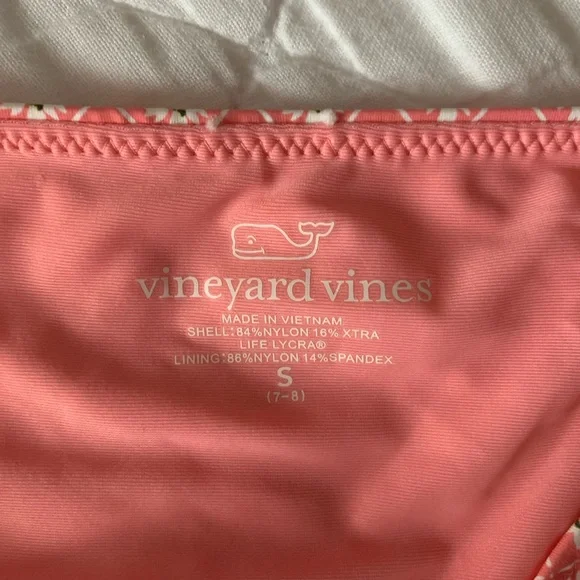 vineyard vines
MADE IN VIETNAM
SHELL:84%NYLON 16% XTRA
LIFE LYCRA®
LINING:86%NYLON 14%SPANDEX
S
(7-8)